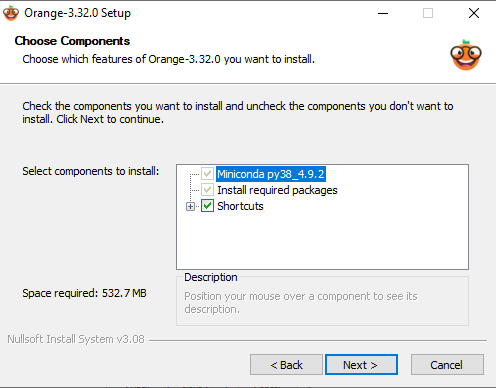 Orange-3.32.0 Setup
Choose Components
Choose which features of Orange-3.32.0 you want to install.
Check the components you want to install and uncheck the components you don't want to
install. Click Next to continue.
Select components to install:
Miniconda py38_4.9.2
Install required packages
Shortcuts
Description
Position your mouse over a component to see its
description.
Space required: 532.7 MB
Nullsoft Install System v3.08
< Back
Next >
Cancel